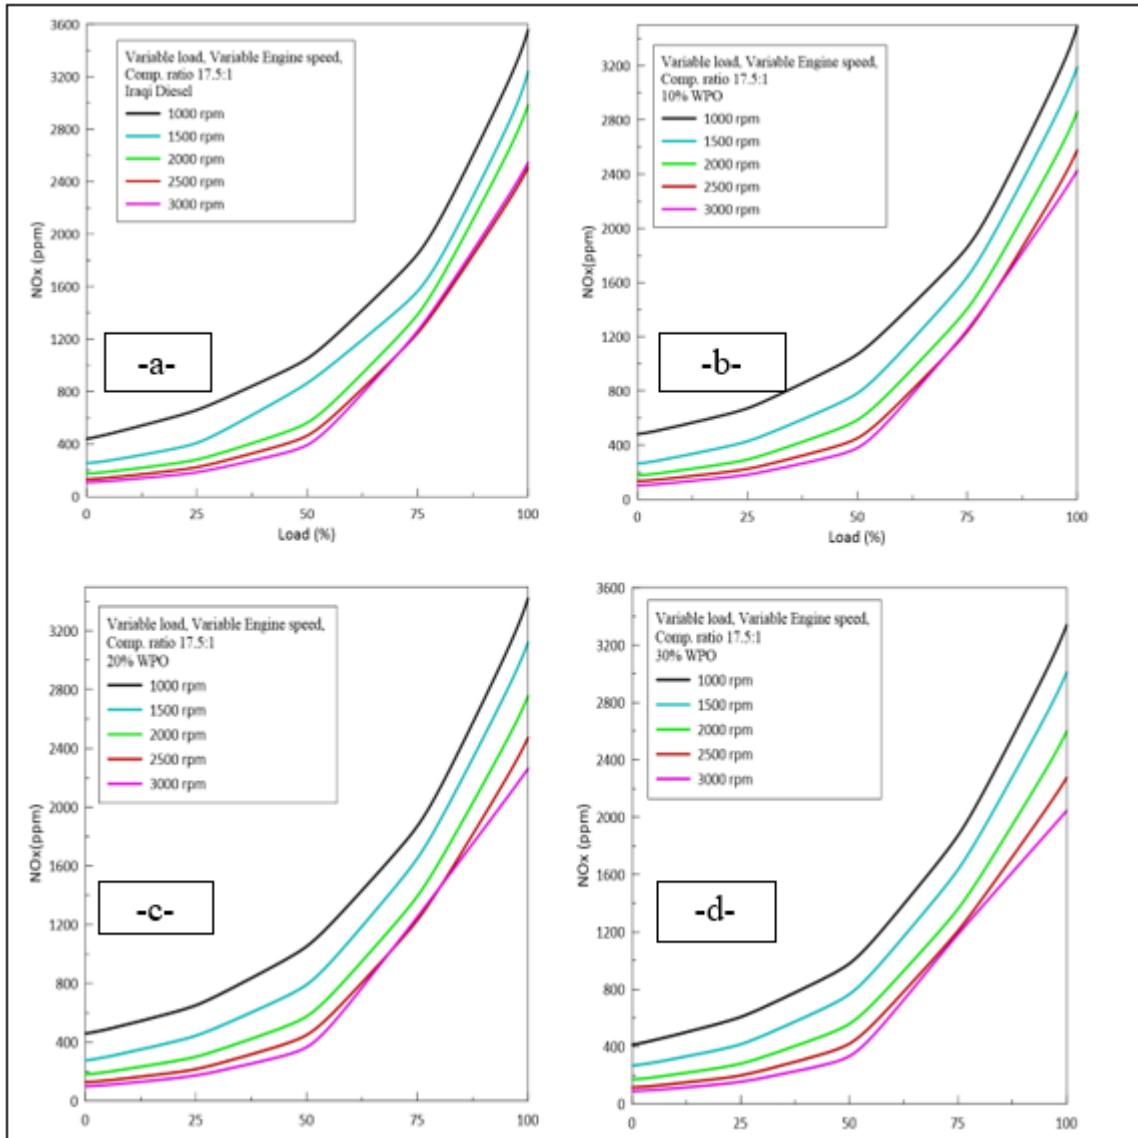 3600
3200
2800
2400
2000
1600
1200
800
400
0
NOx (ppm)
Variable load, Variable Engine speed,
Comp. ratio 17.5:1
Iraqi Diesel
1000 rpm
1500 rpm
2000 rpm
2500 rpm
3000 rpm
-a-
0 25 50 75 100
Load (%)
3200
2800
2400
2000
1600
1200
800
400
0
NOx(ppm)
Variable load, Variable Engine speed,
Comp. ratio 17.5:1
10% WPO
1000 rpm
1500 rpm
2000 rpm
2500 rpm
3000 rpm
-b-
0 25 50 75 100
Load (%)
3200
2800
2400
2000
1600
1200
800
400
0
NOx(ppm)
Variable load, Variable Engine speed,
Comp. ratio 17.5:1
20% WPO
1000 rpm
1500 rpm
2000 rpm
2500 rpm
3000 rpm
-c-
0 25 50 75 100
Load (%)
3600
3200
2800
2400
2000
1600
1200
800
400
0
NOx (ppm)
Variable load, Variable Engine speed,
Comp. ratio 17.5:1
30% WPO
1000 rpm
1500 rpm
2000 rpm
2500 rpm
3000 rpm
-d-
0 25 50 75 100
Load (%)